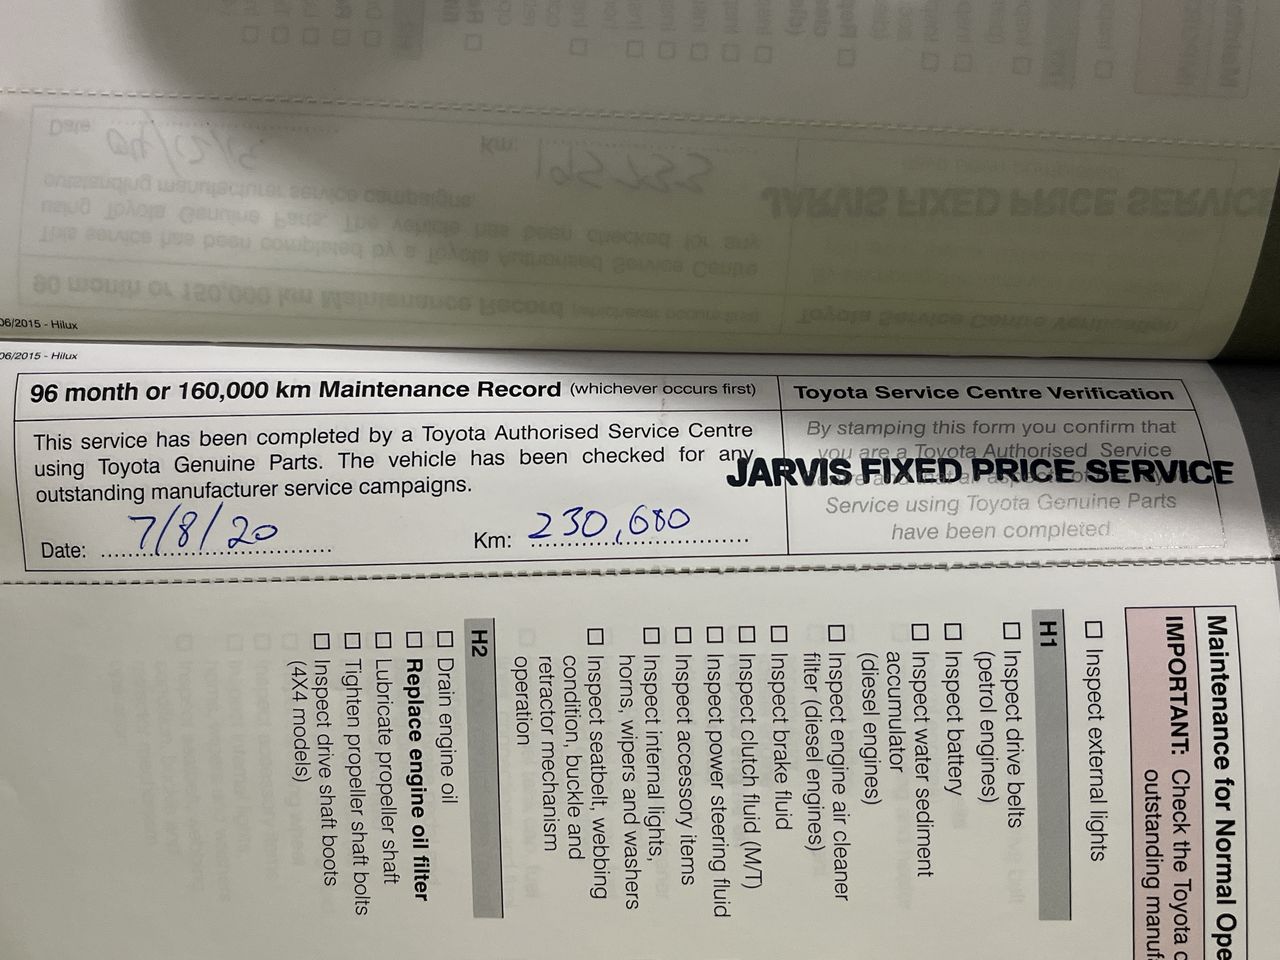 06/2015 - Hilux
06/2015 - Hilux
96 month or 160,000 km Maintenance Record (whichever occurs first)
This service has been completed by a Toyota Authorised Service Centre
using Toyota Genuine Parts. The vehicle has been checked for any
outstanding manufacturer service campaigns.
Date: 7/8/20
Km: 230,680
Toyota Service Centre Verification
By stamping this form you confirm that
you are a Toyota Authorised Service
JARVIS FIXED PRICE SERVICE
Service using Toyota Genuine Parts
have been completed
Maintenance for Normal Ope
IMPORTANT: Check the Toyota
outstanding manuf
☐ Inspect external lights
H1
☐ Inspect drive belts
(petrol engines)
☐ Inspect battery
☐ Inspect water sediment
accumulator
(diesel engines)
☐ Inspect engine air cleaner
filter (diesel engines)
☐ Inspect brake fluid
☐ Inspect clutch fluid (M/T)
☐ Inspect power steering fluid
☐ Inspect accessory items
☐ Inspect internal lights,
horns, wipers and washers
☐ Inspect seatbelt, webbing
condition, buckle and
retractor mechanism
operation
H2
☐ Drain engine oil
☐ Replace engine oil filter
☐ Lubricate propeller shaft
☐ Tighten propeller shaft bolts
☐ Inspect drive shaft boots
(4X4 models)